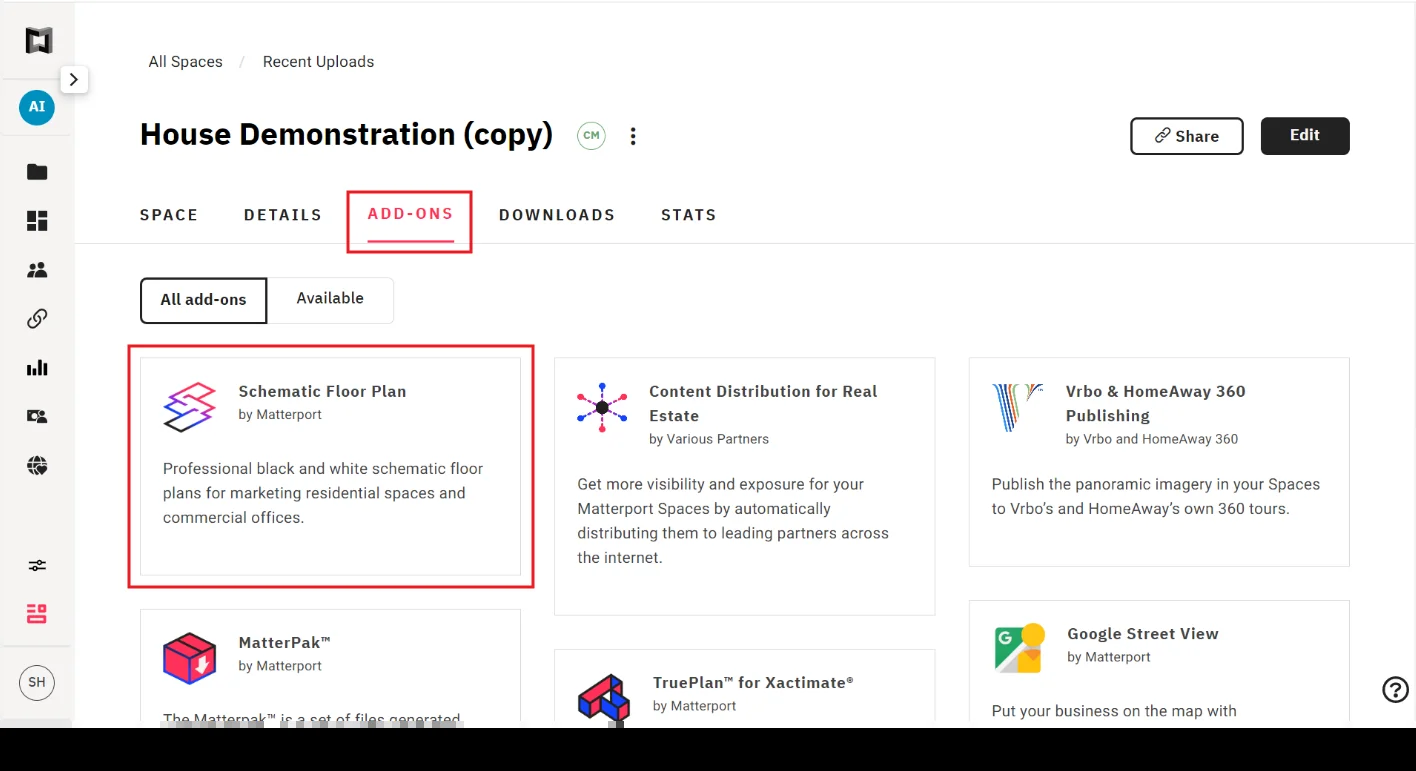 All Spaces / Recent Uploads
AI
House Demonstration (copy)
CM
Share
Edit
SPACE
DETAILS
ADD-ONS
DOWNLOADS
STATS
All add-ons
Available
Schematic Floor Plan
by Matterport
Professional black and white schematic floor
plans for marketing residential spaces and
commercial offices.
Content Distribution for Real
Estate
by Various Partners
Get more visibility and exposure for your
Matterport Spaces by automatically
distributing them to leading partners across
the internet.
Vrbo & HomeAway 360
Publishing
by Vrbo and HomeAway 360
Publish the panoramic imagery in your Spaces
to Vrbo's and HomeAway's own 360 tours.
MatterPak™
by Matterport
The Matterpak™ is a set of files generated
TruePlan™ for Xactimate®
by Matterport
G
Google Street View
by Matterport
Put your business on the map with
SH
?